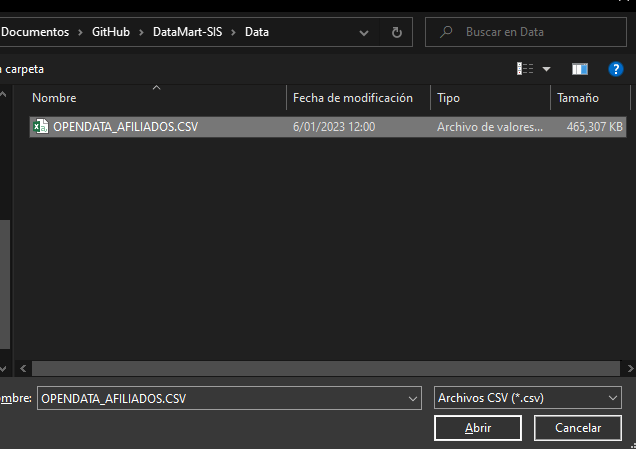 Documentos > GitHub > DataMart-SIS > Data
Buscar en Data
carpeta
?
Nombre Fecha de modificación Tipo Tamaño
OPENDATA_AFILIADOS.CSV 6/01/2023 12:00 Archivo de valores... 465,307 KB
ombre: OPENDATA_AFILIADOS.CSV Archivos CSV (*.csv)
Abrir Cancelar